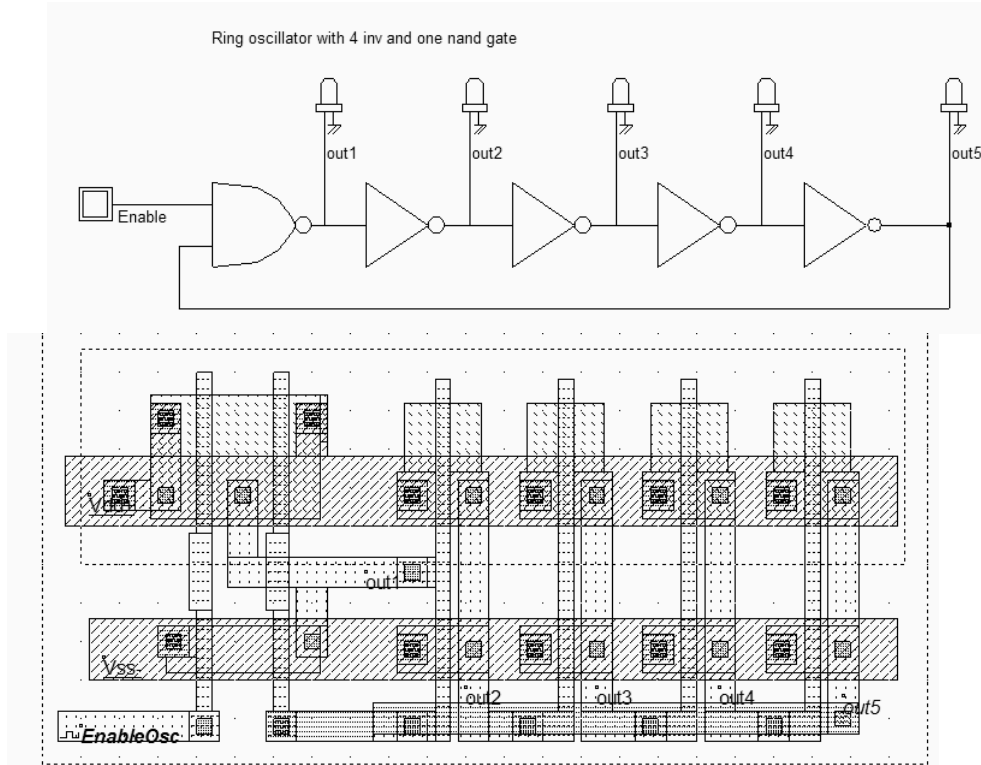 Ring oscillator with 4 inv and one nand gate
out1
out2
out3
out4
out5
Enable
Vdd+
out1
Vss-
out2
out3
out4
out5
EnableOsc